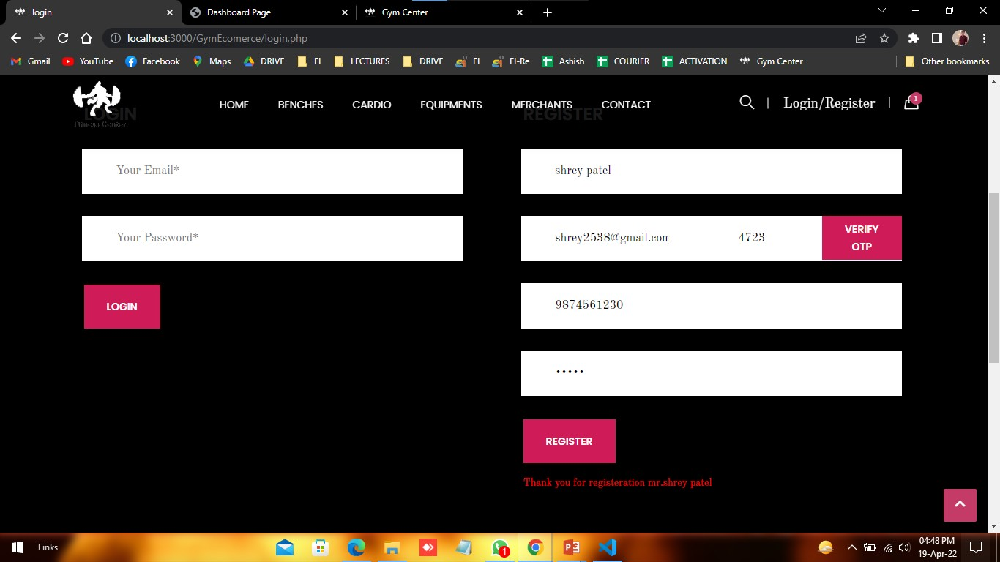 login
Dashboard Page
Gym Center
localhost:3000/GymEcomerce/login.php
Gmail YouTube Facebook Maps DRIVE EI LECTURES DRIVE EI EI-Re Ashish COURIER ACTIVATION Gym Center Other bookmarks
Fitness Center
HOME BENCHES CARDIO EQUIPMENTS MERCHANTS CONTACT | Login/Register | 1
LOGIN
REGISTER
Your Email*
shrey patel
Your Password*
shrey2538@gmail.com 4723 VERIFY
OTP
LOGIN
9874561230
•••••
REGISTER
Thank you for registeration mr.shrey patel
Links
1
04:48 PM
19-Apr-22